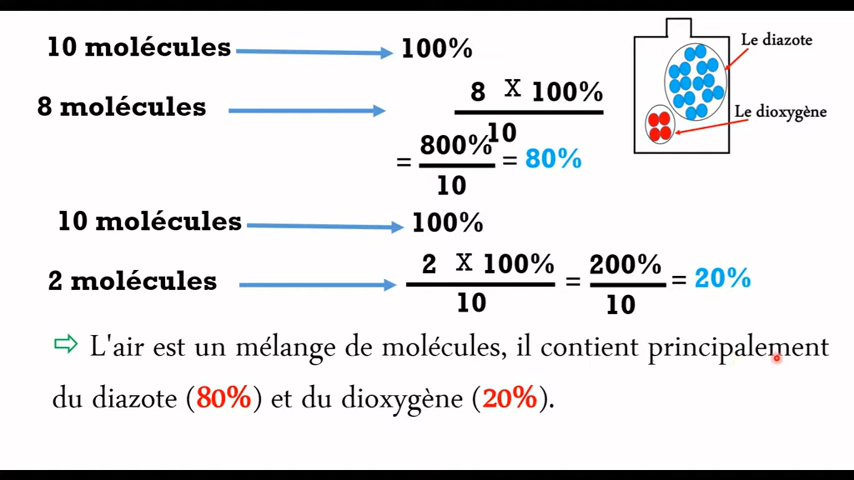 10 molécules 100%
Le diazote
8 molécules 8 X 100%
10
Le dioxygène
= 800% = 80%
10
10 molécules 100%
2 molécules 2 X 100% = 200% = 20%
10 10
L'air est un mélange de molécules, il contient principalement
du diazote (80%) et du dioxygène (20%).